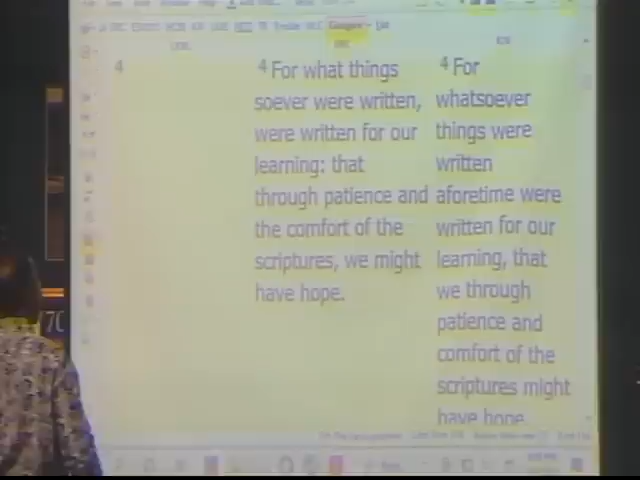 4
4 For what things
soever were written,
were written for our
learning: that
through patience and
the comfort of the
scriptures, we might
have hope.
4 For
whatsoever
things were
written
aforetime were
written for our
learning, that
we through
patience and
comfort of the
scriptures might
have hope.